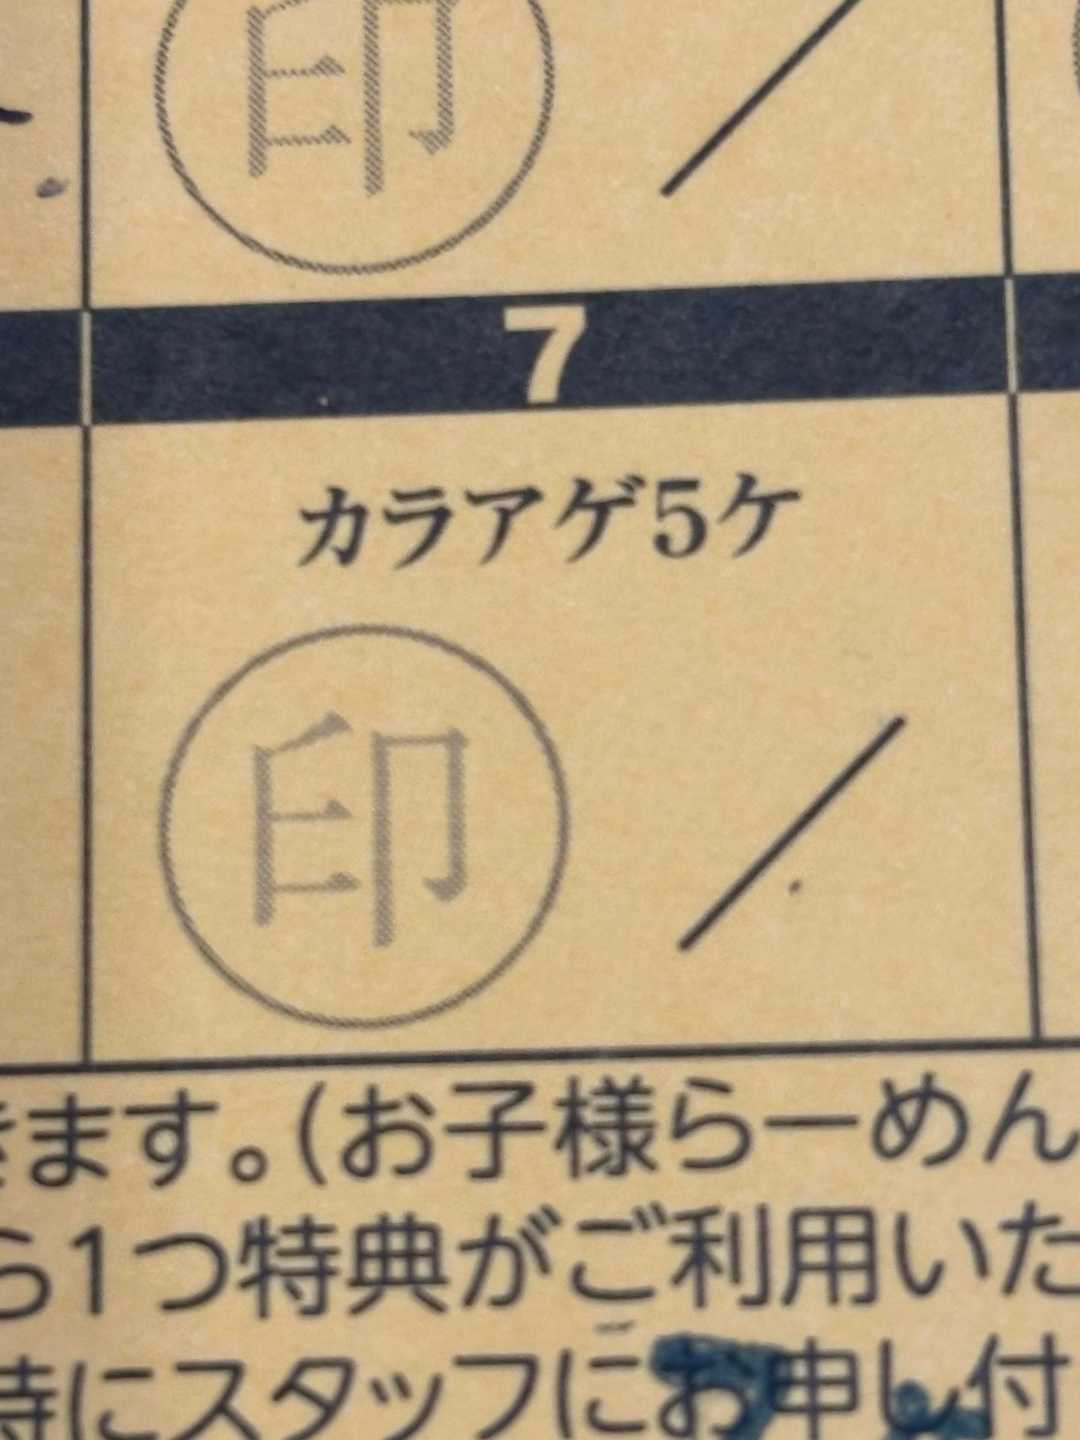 印 /
7
カラアゲ5ケ
印 /
きます。(お子様らーめん
ら1つ特典がご利用いた
時にスタッフにお申し付